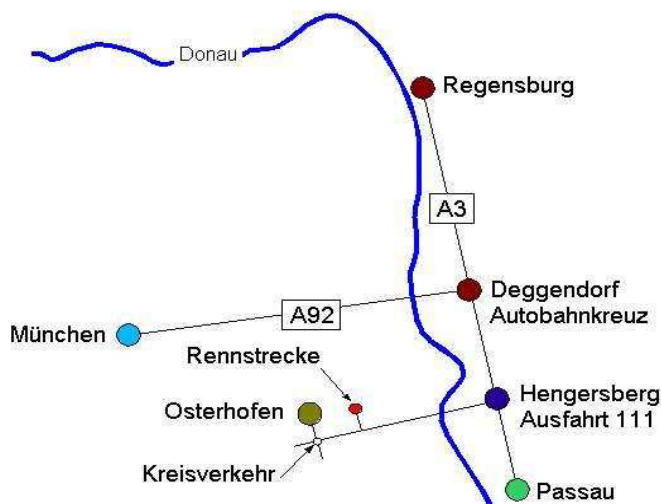 Donau
Regensburg
A3
Deggendorf
Autobahnkreuz
A92
München
Rennstrecke
Hengersberg
Ausfahrt 111
Osterhofen
Kreisverkehr
Passau